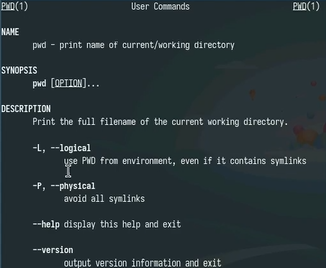 PWD(1) User Commands PWD(1)
NAME
pwd - print name of current/working directory
SYNOPSIS
pwd [OPTION]...
DESCRIPTION
Print the full filename of the current working directory.
-L, --logical
use PWD from environment, even if it contains symlinks
-P, --physical
avoid all symlinks
--help display this help and exit
--version
output version information and exit